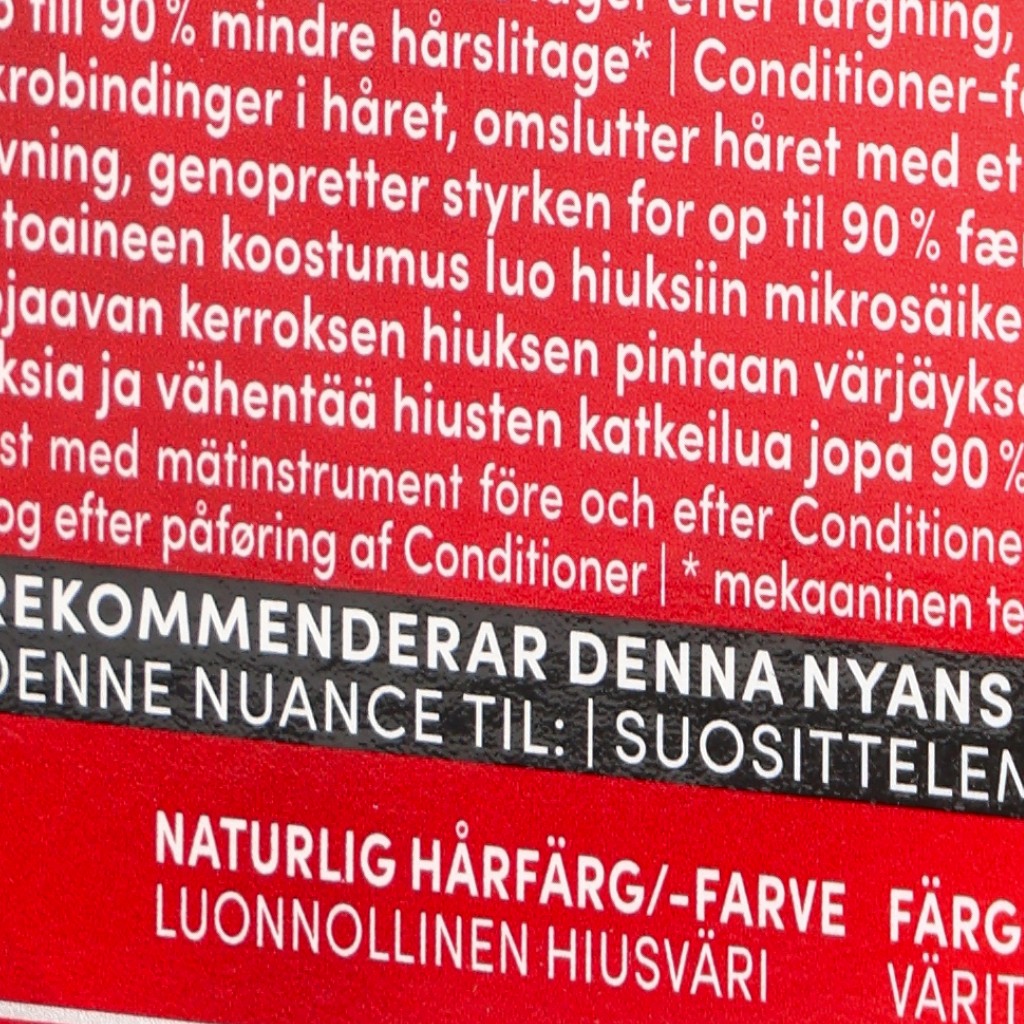 till 90% mindre hårslitage* | Conditioner-f
robindinger i håret, omslutter håret med et
vning, genopretter styrken for op til 90% fæ
toaineen koostumus luo hiuksiin mikrosäike
jaavan kerroksen hiuksen pintaan värjäyks
ksia ja vähentää hiusten katkeilua jopa 90%
st med mätinstrument före och efter Conditione
og efter påføring af Conditioner | * mekaaninen te
REKOMMENDERAR DENNA NYANS
DENNE NUANCE TIL: | SUOSITTELEN
NATURLIG HÅRFÄRG/-FARVE
LUONNOLLINEN HIUSVÄRI
FÄRG
VÄRIT